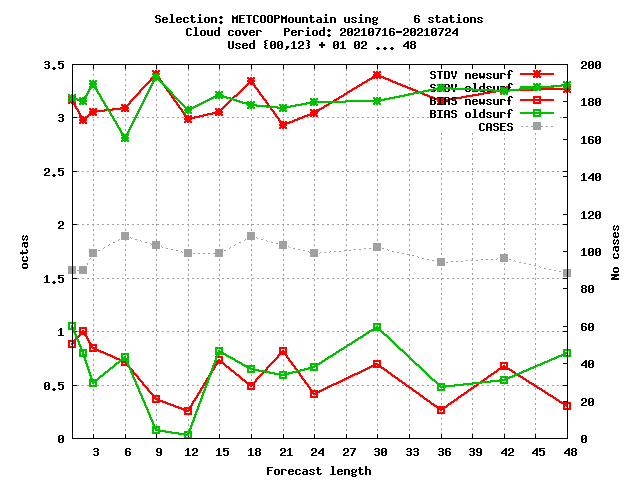 Selection: METCOOPMountain using     6 stations
Cloud cover   Period: 20210716-20210724
Used {00,12} + 01 02 ... 48
STDV newsurf
STDV oldsurf
BIAS newsurf
BIAS oldsurf
CASES
3.5
3
2.5
2
1.5
1
0.5
0
octas
200
180
160
140
120
100
80
60
40
20
0
No cases
3 6 9 12 15 18 21 24 27 30 33 36 39 42 45 48
Forecast length